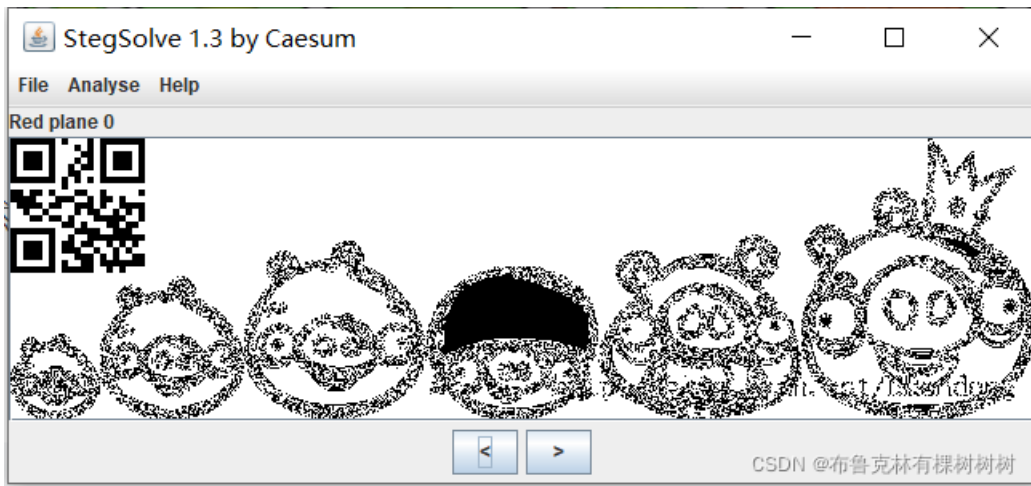 StegSolve 1.3 by Caesum
File Analyse Help
Red plane 0
< >
CSDN @布鲁克林有棵树树树